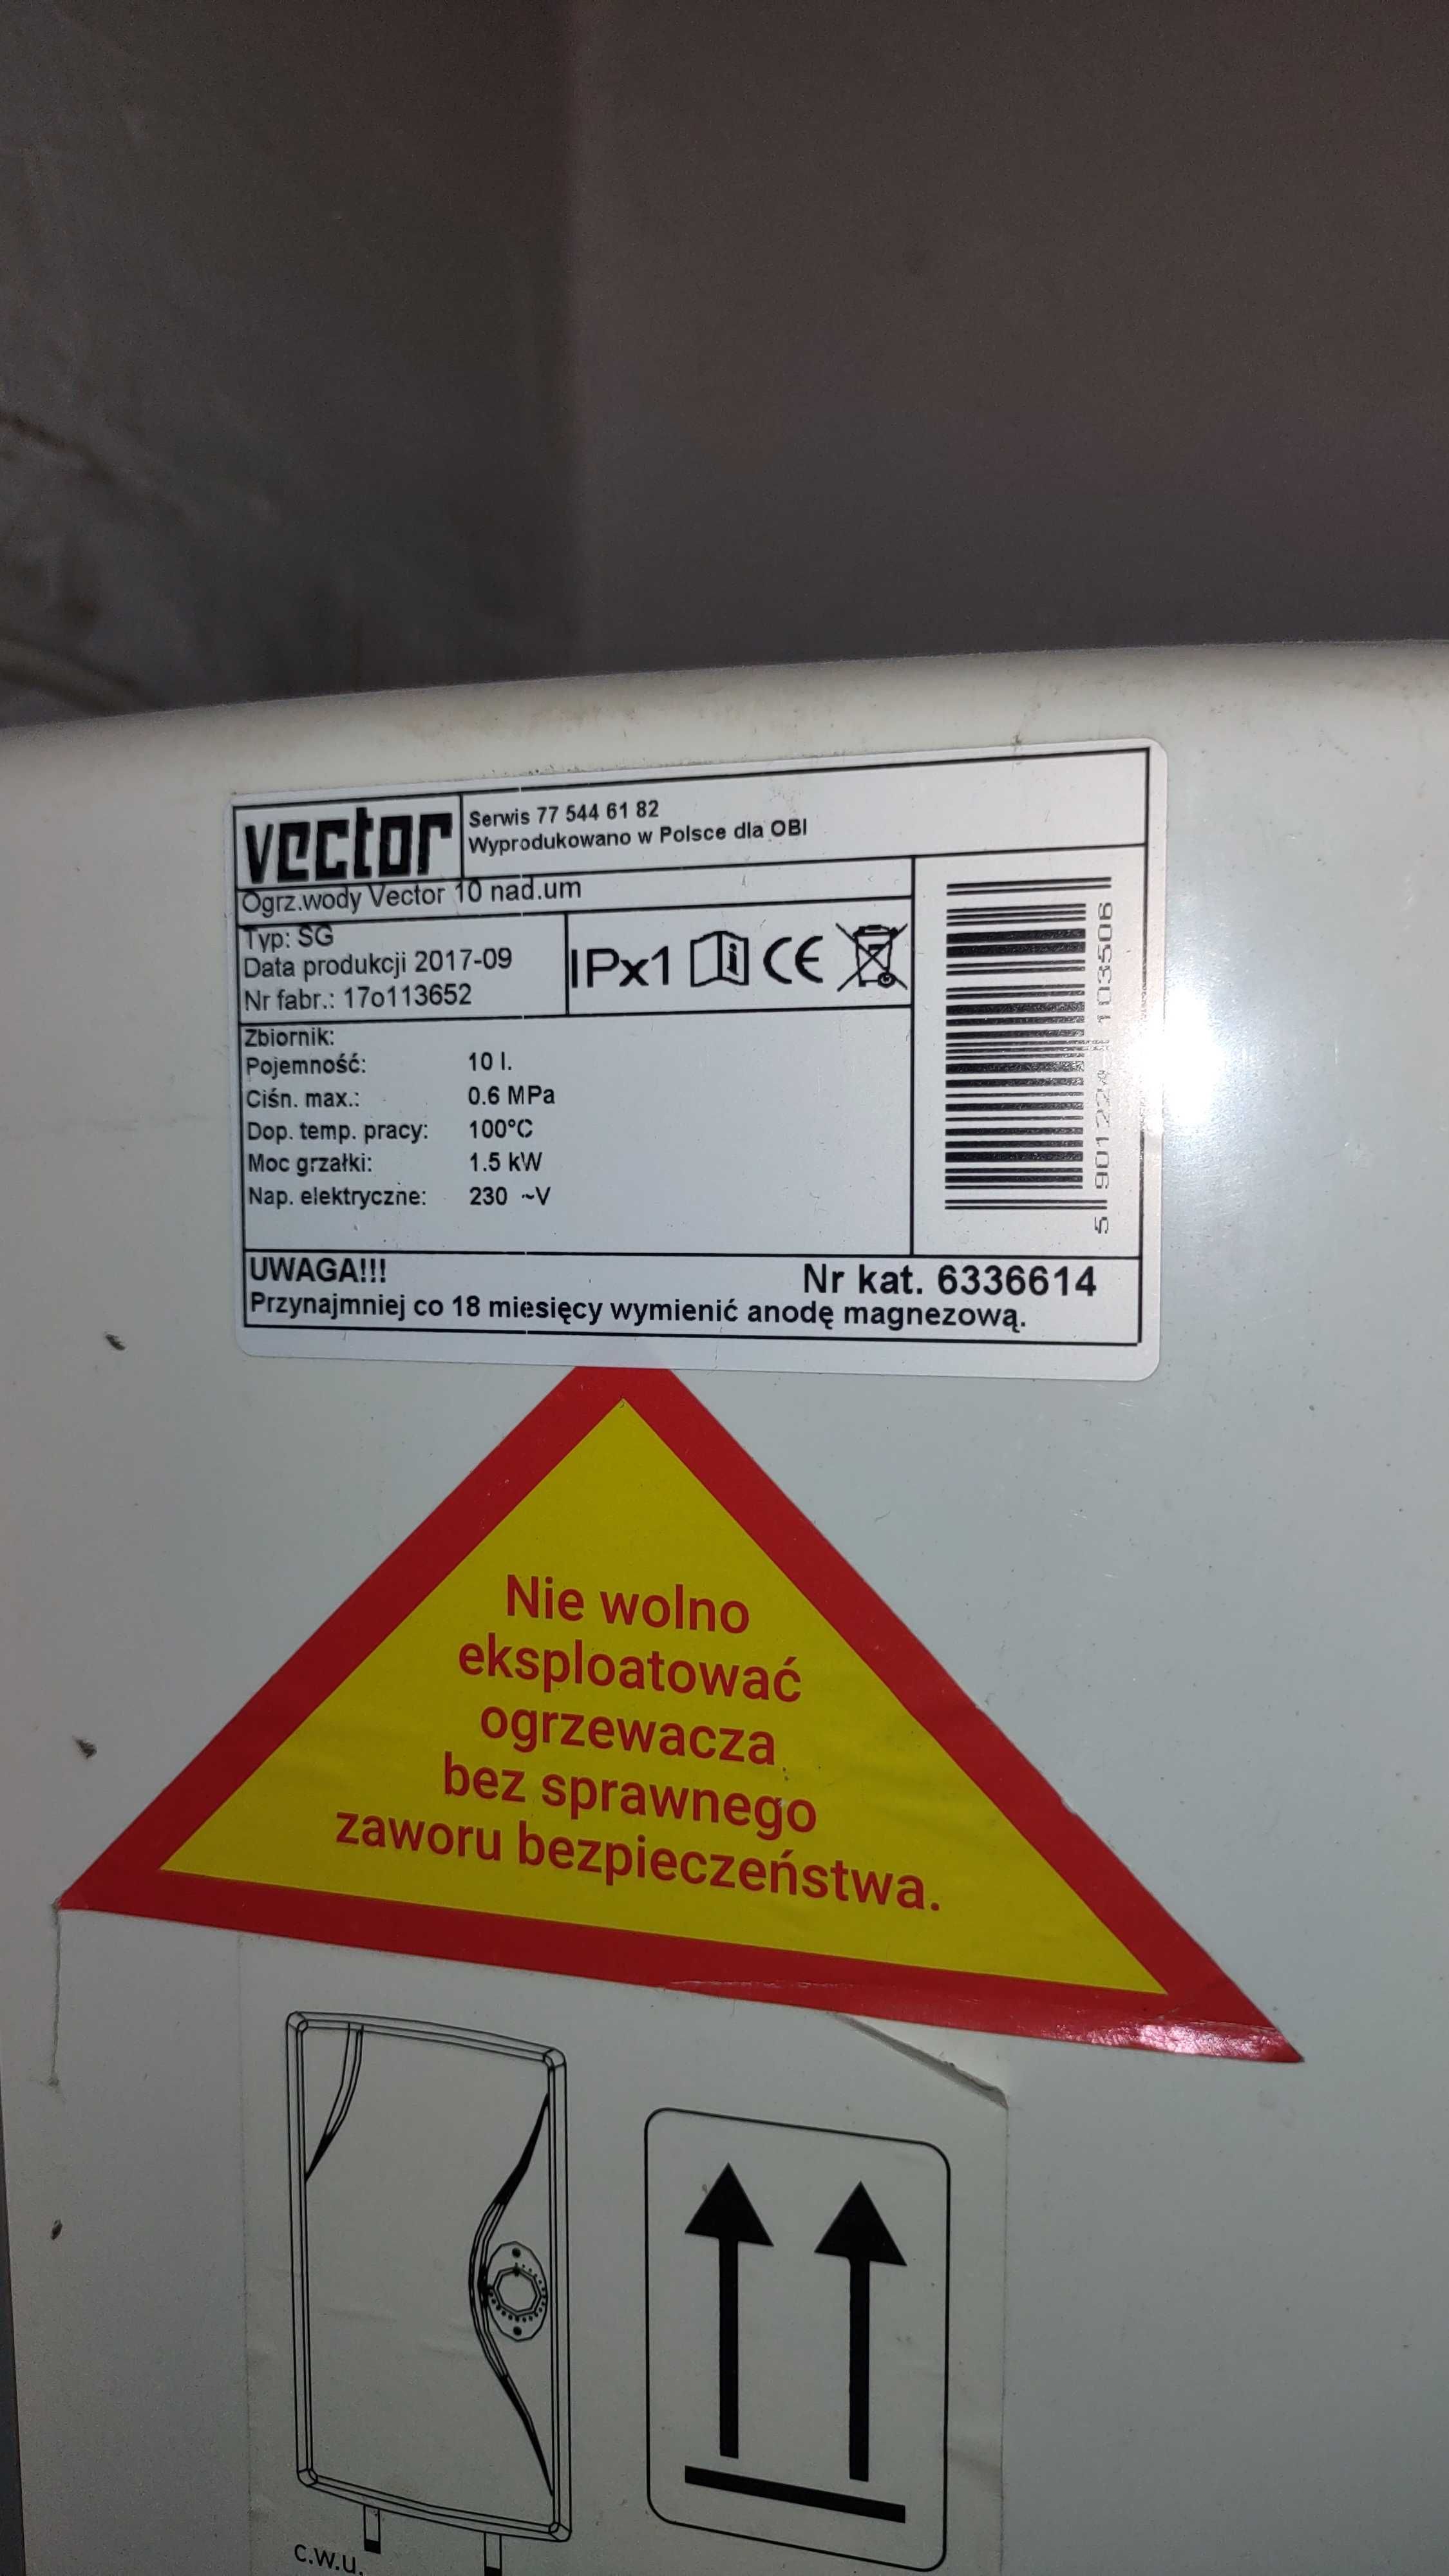 vector
Serwis 77 544 61 82
Wyprodukowano w Polsce dla OBI
Ogrz.wody Vector 10 nad.um
Typ: SG
Data produkcji 2017-09
Nr fabr.: 17o113652
IPx1 CE
Zbiornik:
Pojemność: 10 l.
Ciśn. max.: 0.6 MPa
Dop. temp. pracy: 100°C
Moc grzałki: 1.5 kW
Nap. elektryczne: 230 ~V
5 901224 103506
UWAGA!!!
Nr kat. 6336614
Przynajmniej co 18 miesięcy wymienić anodę magnezową.
Nie wolno
eksploatować
ogrzewacza
bez sprawnego
zaworu bezpieczeństwa.
c.w.u.